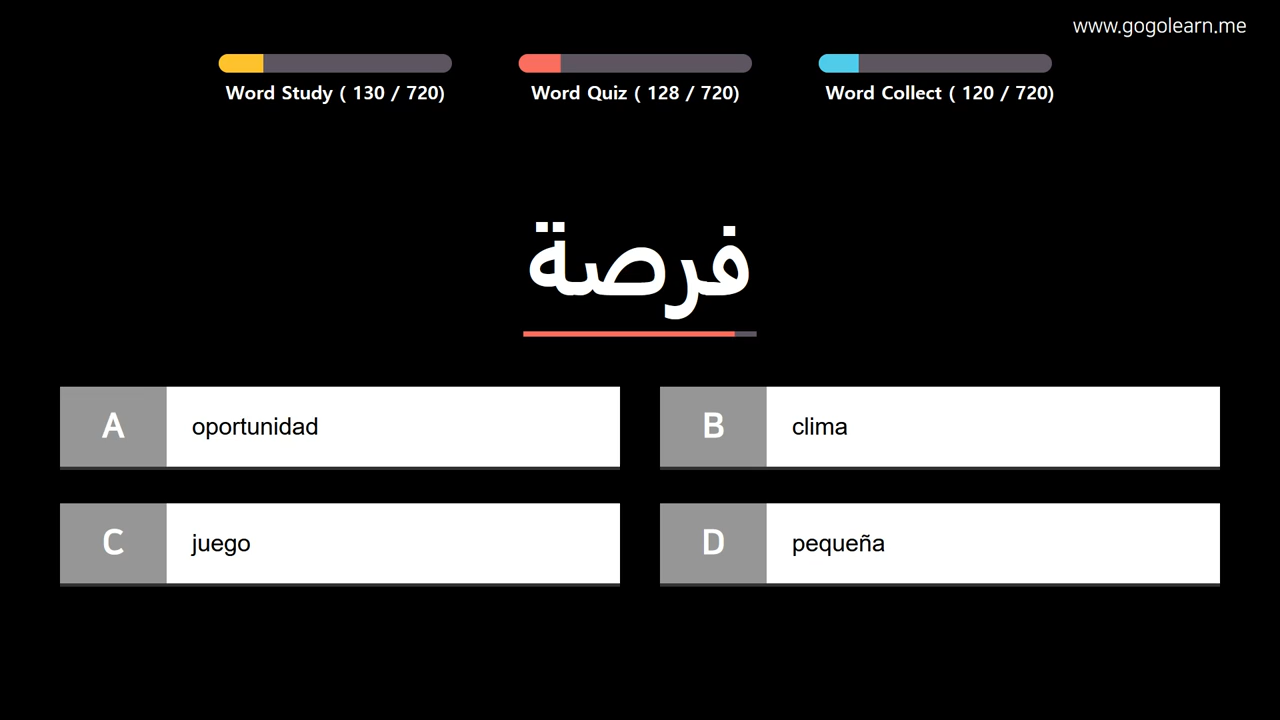 www.gogolearn.me
Word Study ( 130 / 720)
Word Quiz ( 128 / 720)
Word Collect ( 120 / 720)
فرصة
A
oportunidad
B
clima
C
juego
D
pequeña